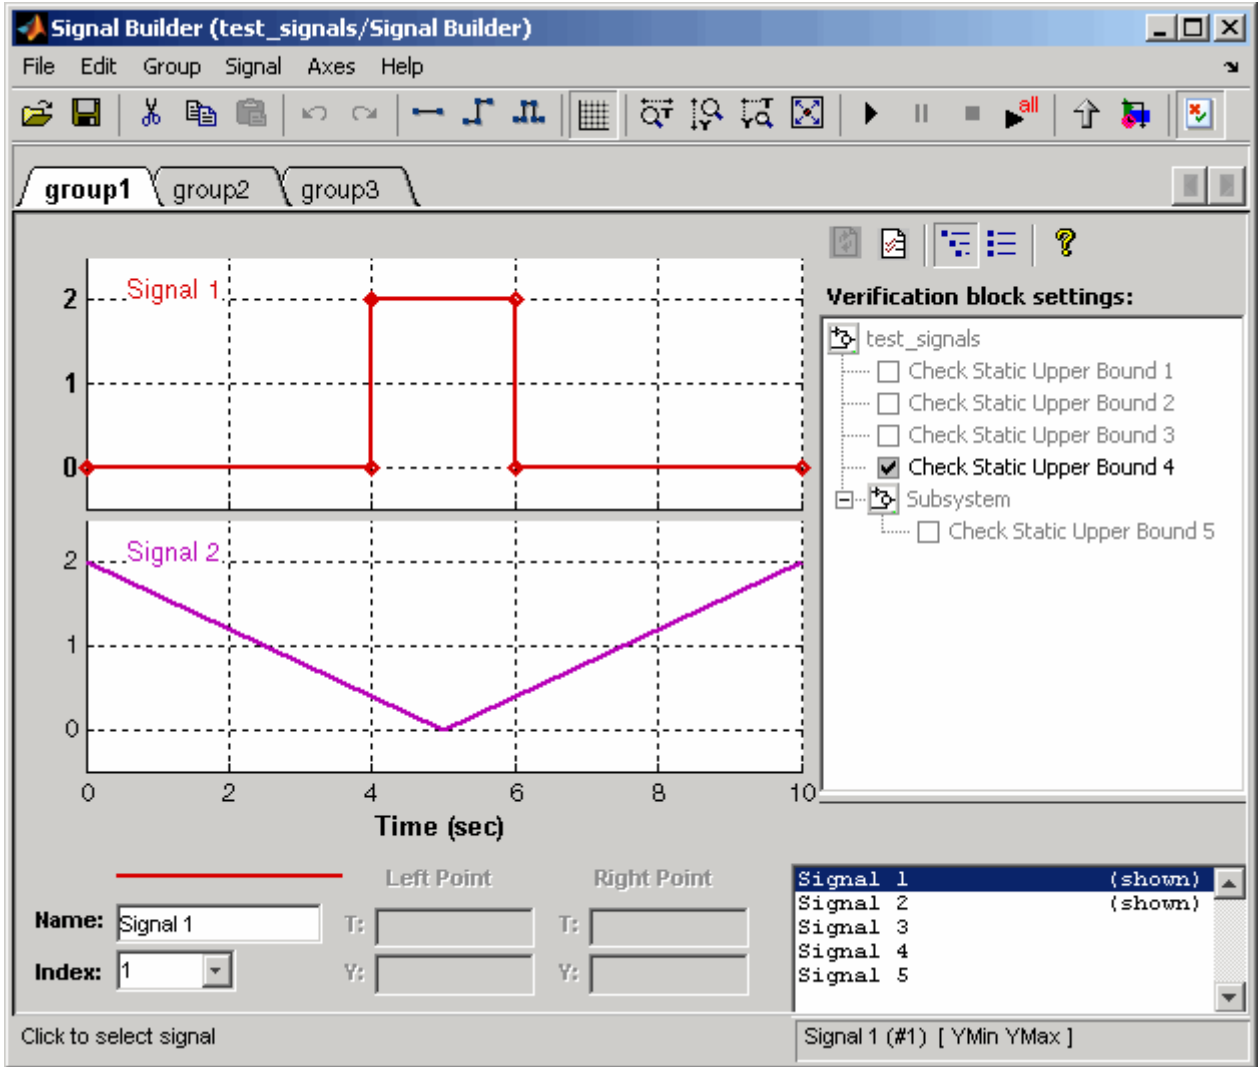 Signal Builder (test_signals/Signal Builder)
File Edit Group Signal Axes Help
all
group1 group2 group3
Verification block settings:
test_signals
Check Static Upper Bound 1
Check Static Upper Bound 2
Check Static Upper Bound 3
Check Static Upper Bound 4
Subsystem
Check Static Upper Bound 5
Signal 1
2
1
0
Signal 2
2
1
0
0 2 4 6 8 10
Time (sec)
Left Point Right Point
Name: Signal 1 T: T:
Index: 1 Y: Y:
Signal 1 (shown)
Signal 2 (shown)
Signal 3
Signal 4
Signal 5
Click to select signal
Signal 1 (#1) [ YMin YMax ]